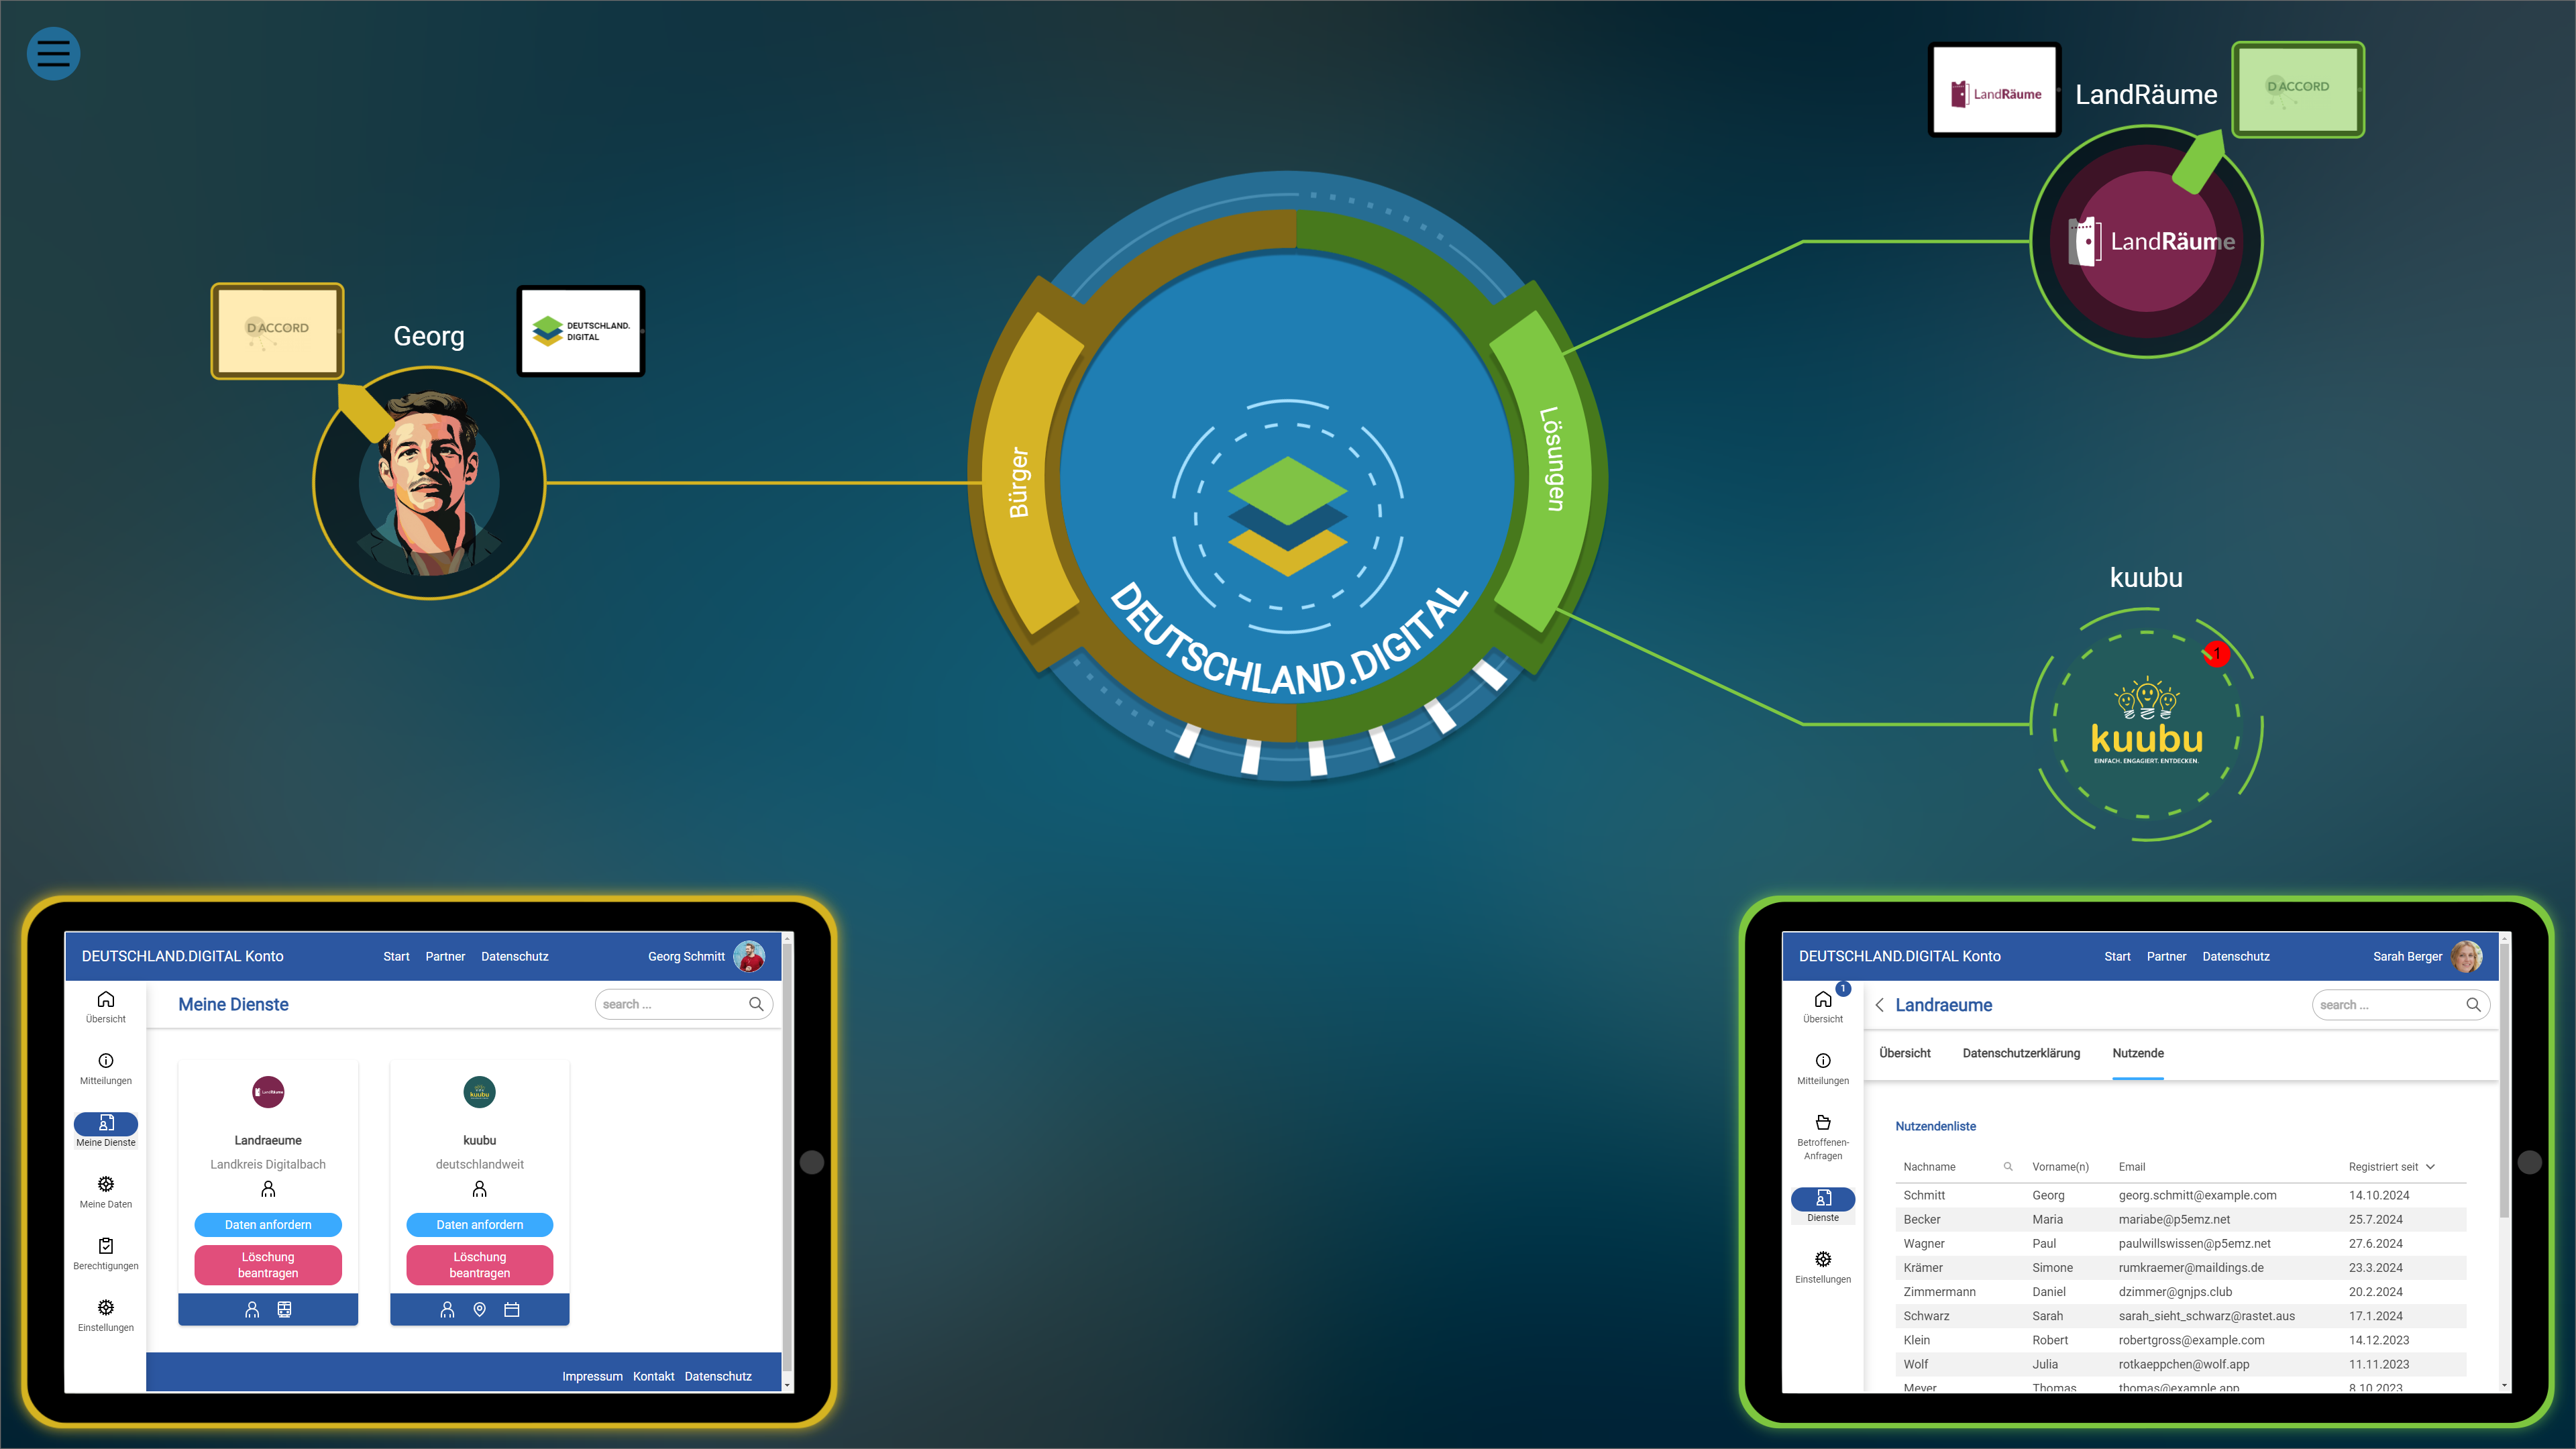 LandRäume
LandRäume
D ACCORD
LandRäume
D ACCORD
Georg
DEUTSCHLAND.
DIGITAL
Bürger
Lösungen
DEUTSCHLAND.DIGITAL
kuubu
1
kuubu
EINFACH. ENGAGIERT. ENTDECKEN.
DEUTSCHLAND.DIGITAL Konto
Start
Partner
Datenschutz
Georg Schmitt
Übersicht
Mitteilungen
Meine Dienste
Meine Daten
Berechtigungen
Einstellungen
Meine Dienste
search ...
LandRäume
Landraeume
Landkreis Digitalbach
Daten anfordern
Löschung
beantragen
kuubu
kuubu
deutschlandweit
Daten anfordern
Löschung
beantragen
Impressum
Kontakt
Datenschutz
DEUTSCHLAND.DIGITAL Konto
Start
Partner
Datenschutz
Sarah Berger
1
Übersicht
Mitteilungen
Betroffenen-
Anfragen
Dienste
Einstellungen
Landraeume
search ...
Übersicht
Datenschutzerklärung
Nutzende
Nutzendenliste
Nachname Vorname(n) Email Registriert seit
Schmitt Georg georg.schmitt@example.com 14.10.2024
Becker Maria mariabe@p5emz.net 25.7.2024
Wagner Paul paulwillswissen@p5emz.net 27.6.2024
Krämer Simone rumkraemer@maildings.de 23.3.2024
Zimmermann Daniel dzimmer@gnjps.club 20.2.2024
Schwarz Sarah sarah_sieht_schwarz@rastet.aus 17.1.2024
Klein Robert robertgross@example.com 14.12.2023
Wolf Julia rotkaeppchen@wolf.app 11.11.2023
Meyer Thomas thomas@example.app 8.10.2023